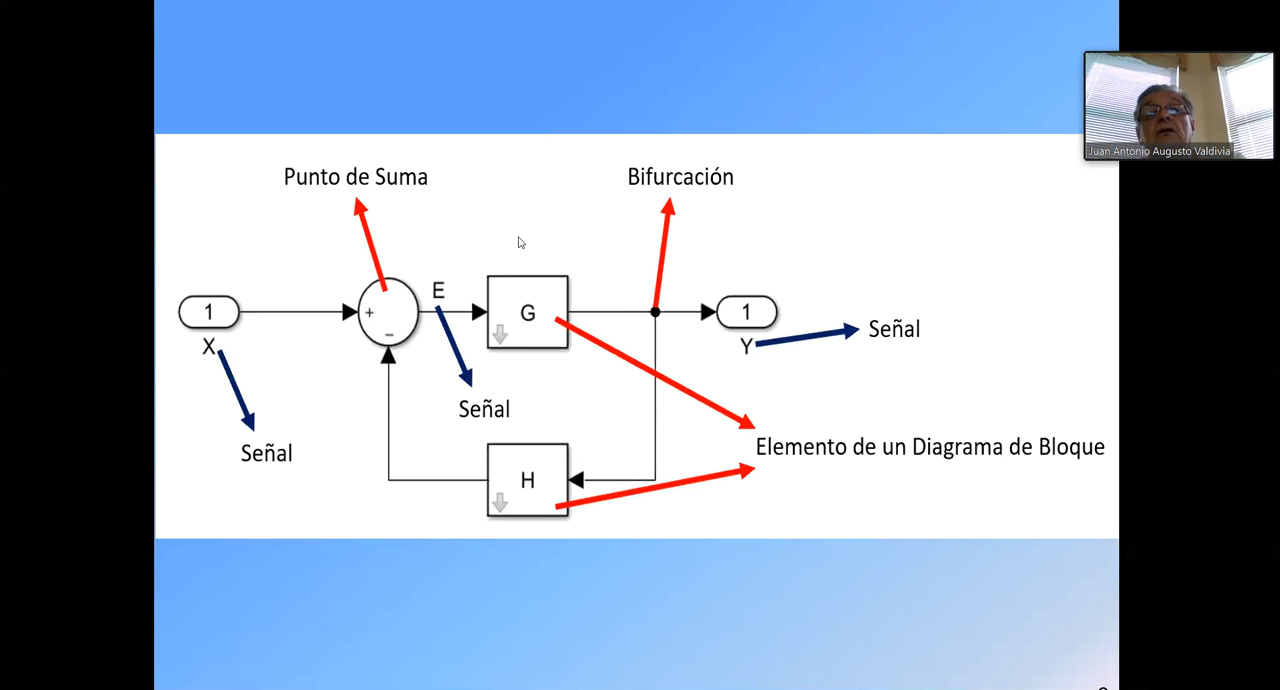 Juan Antonio Augusto Valdivia
Punto de Suma
Bifurcación
E
1
+
−
G
1
X
Y
Señal
Señal
Señal
H
Elemento de un Diagrama de Bloque